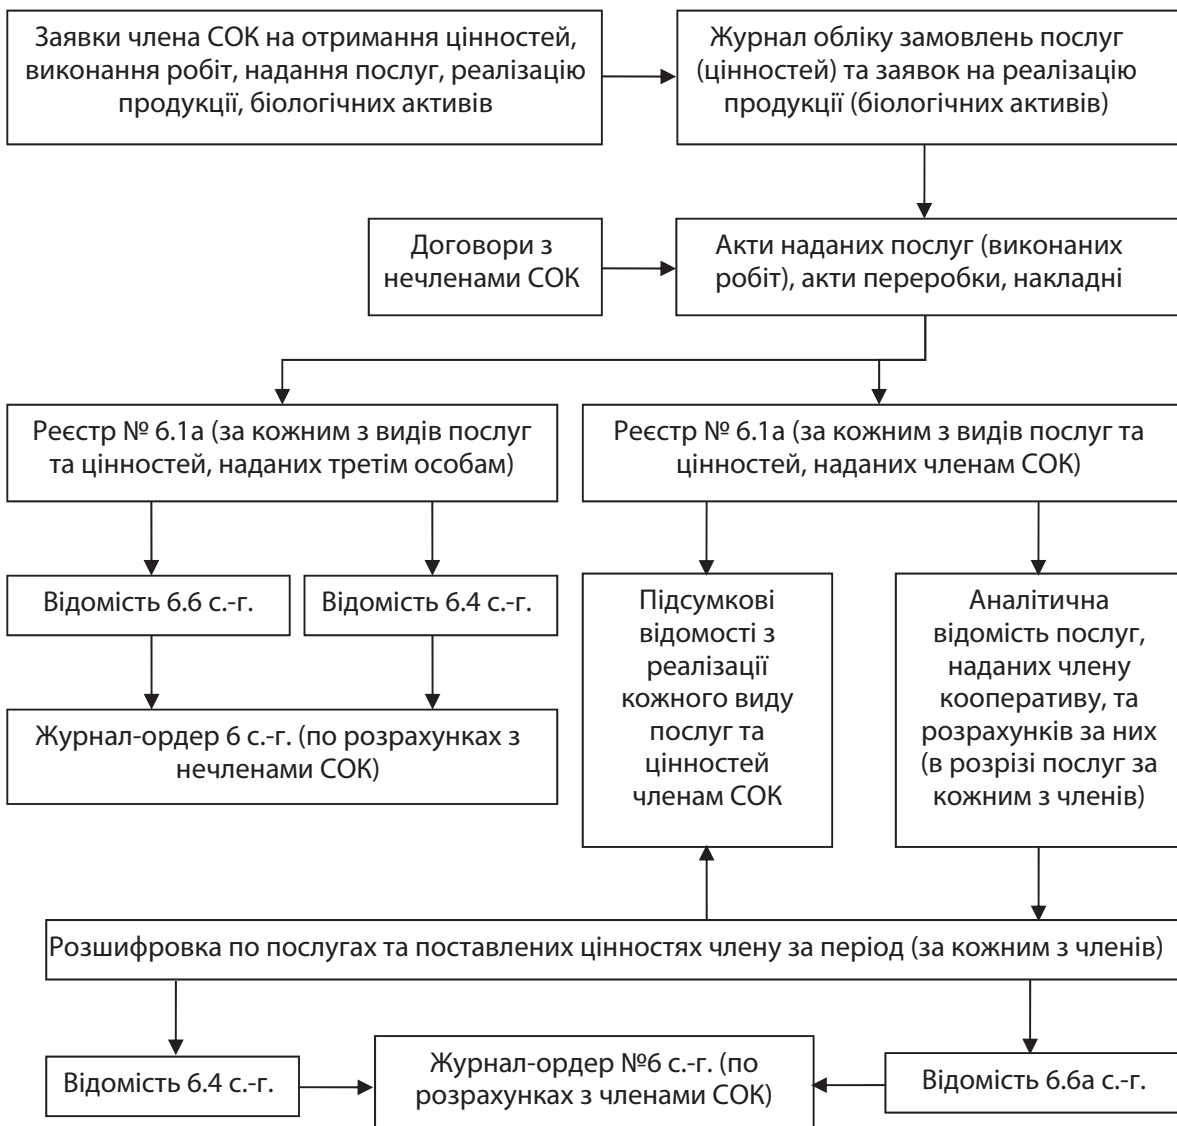 Заявки члена СОК на отримання цінностей,
виконання робіт, надання послуг, реалізацію
продукції, біологічних активів
Журнал обліку замовлень послуг
(цінностей) та заявок на реалізацію
продукції (біологічних активів)
Договори з
нечленами СОК
Акти наданих послуг (виконаних
робіт), акти переробки, накладні
Реєстр № 6.1а (за кожним з видів послуг
та цінностей, наданих третім особам)
Реєстр № 6.1а (за кожним з видів послуг та
цінностей, наданих членам СОК)
Відомість 6.6 с.-г.
Відомість 6.4 с.-г.
Журнал-ордер 6 с.-г. (по розрахунках з
нечленами СОК)
Підсумкові
відомості з
реалізації
кожного виду
послуг та
цінностей
членам СОК
Аналітична
відомість послуг,
наданих члену
кооперативу, та
розрахунків за них
(в розрізі послуг за
кожним з членів)
Розшифровка по послугах та поставлених цінностях члену за період (за кожним з членів)
Відомість 6.4 с.-г.
Журнал-ордер №6 с.-г. (по
розрахунках з членами СОК)
Відомість 6.6а с.-г.